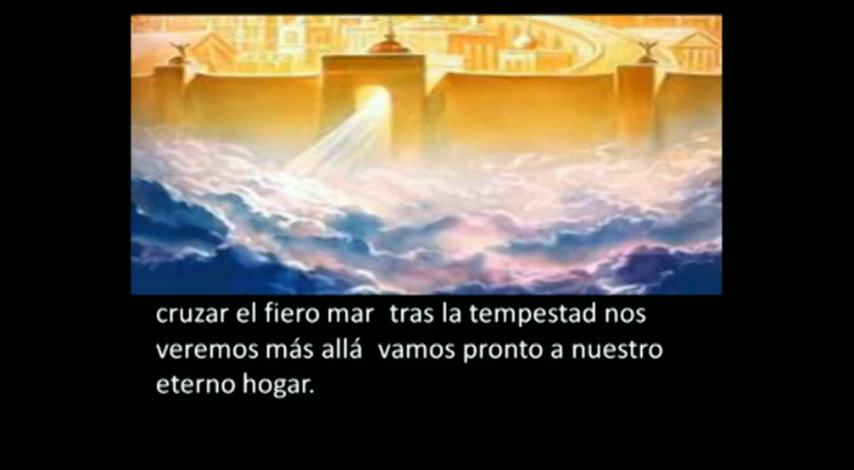 cruzar el fiero mar  tras la tempestad nos
veremos más allá  vamos pronto a nuestro
eterno hogar.